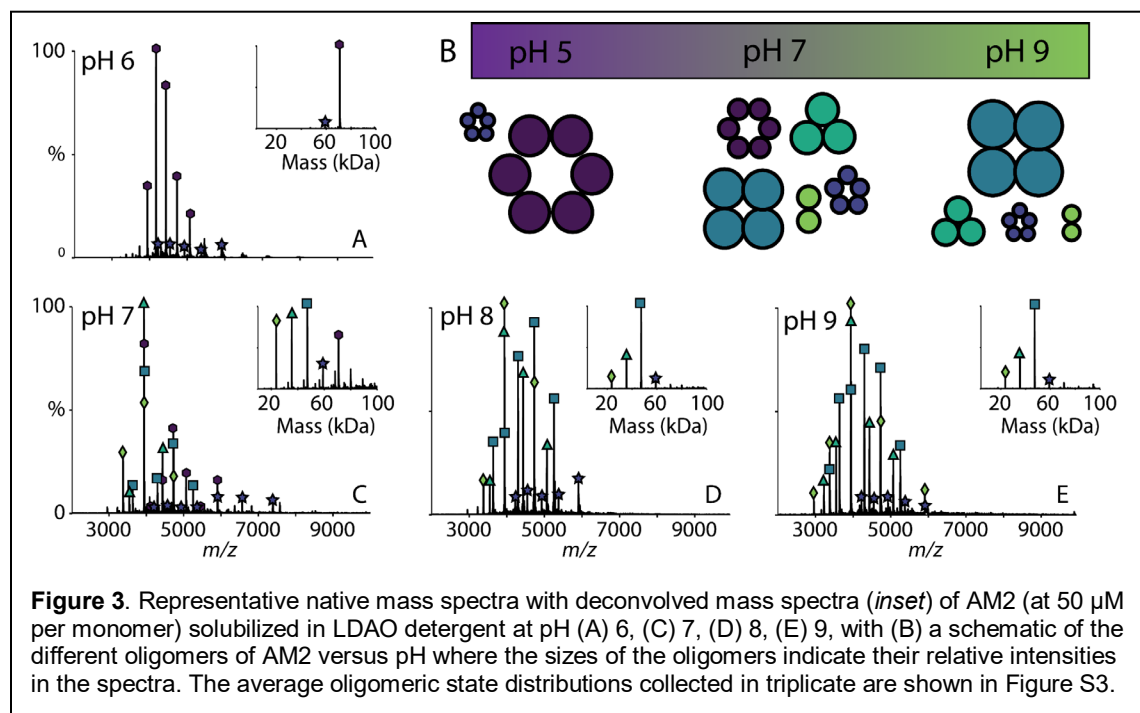 100
pH 6
%
0
A
20 60 100
Mass (kDa)
3000 5000 7000 9000
B
pH 5 pH 7 pH 9
100
pH 7
%
0
C
20 60 100
Mass (kDa)
3000 5000 7000 9000
m/z
pH 8
D
20 60 100
Mass (kDa)
3000 5000 7000 9000
m/z
pH 9
E
20 60 100
Mass (kDa)
3000 5000 7000 9000
m/z
Figure 3. Representative native mass spectra with deconvolved mass spectra (inset) of AM2 (at 50 µM
per monomer) solubilized in LDAO detergent at pH (A) 6, (C) 7, (D) 8, (E) 9, with (B) a schematic of the
different oligomers of AM2 versus pH where the sizes of the oligomers indicate their relative intensities
in the spectra. The average oligomeric state distributions collected in triplicate are shown in Figure S3.